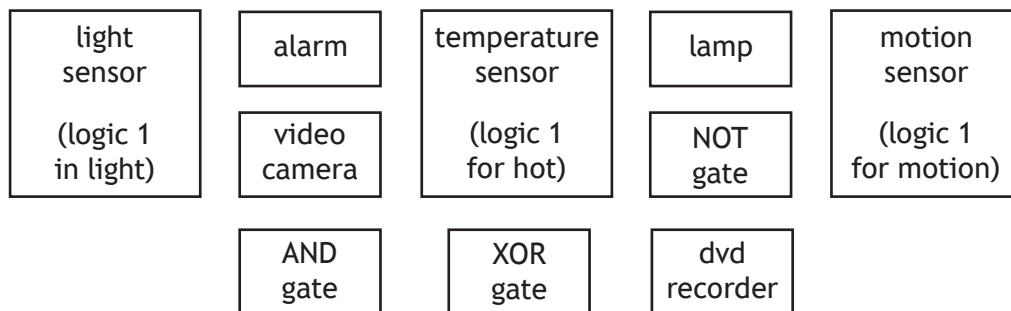 light
sensor
(logic 1
in light)
alarm
video
camera
temperature
sensor
(logic 1
for hot)
lamp
NOT
gate
motion
sensor
(logic 1
for motion)
AND
gate
XOR
gate
dvd
recorder